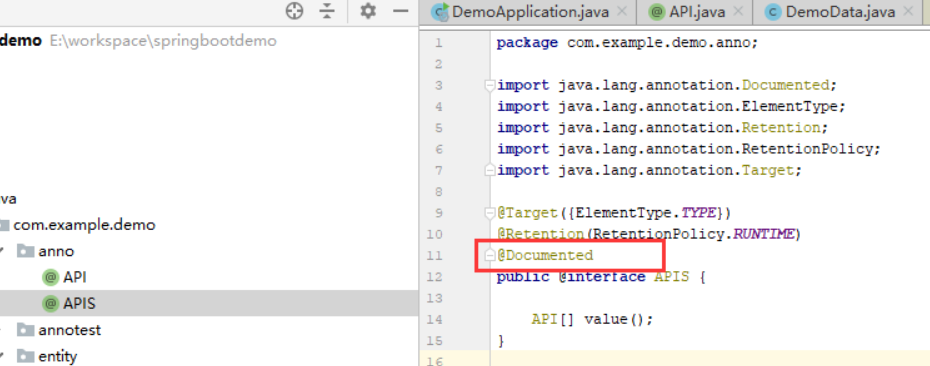 demo E:\workspace\springbootdemo
va
com.example.demo
anno
API
APIS
annotest
entity
DemoApplication.java
API.java
DemoData.java
1 package com.example.demo.anno;
2
3 import java.lang.annotation.Documented;
4 import java.lang.annotation.ElementType;
5 import java.lang.annotation.Retention;
6 import java.lang.annotation.RetentionPolicy;
7 import java.lang.annotation.Target;
8
9 @Target({ElementType.TYPE})
10 @Retention(RetentionPolicy.RUNTIME)
11 @Documented
12 public @interface APIS {
13
14 API[] value();
15 }
16